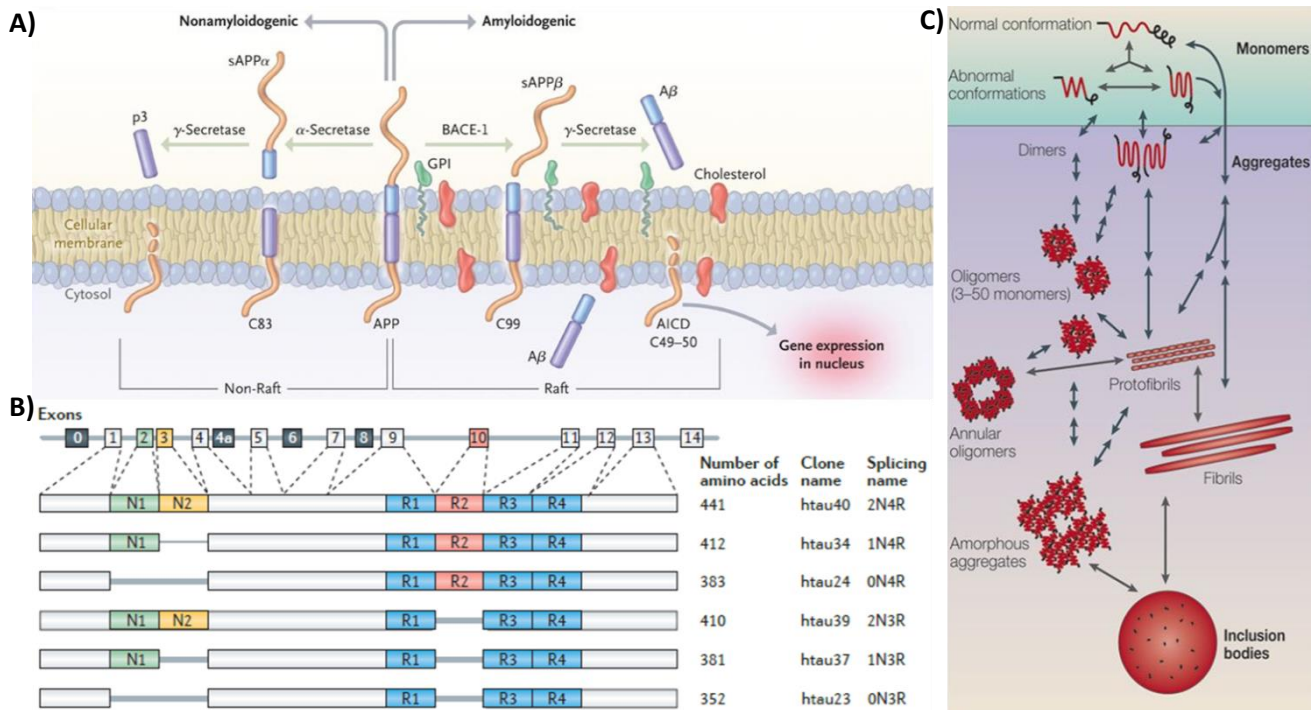 A)
Nonamyloidogenic
Amyloidogenic
sAPPα
sAPPβ
Aβ
p3
γ-Secretase
α-Secretase
BACE-1
γ-Secretase
GPI
Cholesterol
Cellular
membrane
Cytosol
C83
APP
C99
Aβ
AICD
C49–50
Gene expression
in nucleus
Non-Raft
Raft
B)
Exons
0 1 2 3 4 4a 5 6 7 8 9 10 11 12 13 14
Number of
amino acids
Clone
name
Splicing
name
N1 N2 R1 R2 R3 R4 441 htau40 2N4R
N1 R1 R2 R3 R4 412 htau34 1N4R
R1 R2 R3 R4 383 htau24 0N4R
N1 N2 R1 R3 R4 410 htau39 2N3R
N1 R1 R3 R4 381 htau37 1N3R
R1 R3 R4 352 htau23 0N3R
C)
Normal conformation
Monomers
Abnormal
conformations
Dimers
Aggregates
Oligomers
(3–50 monomers)
Protofibrils
Annular
oligomers
Fibrils
Amorphous
aggregates
Inclusion
bodies